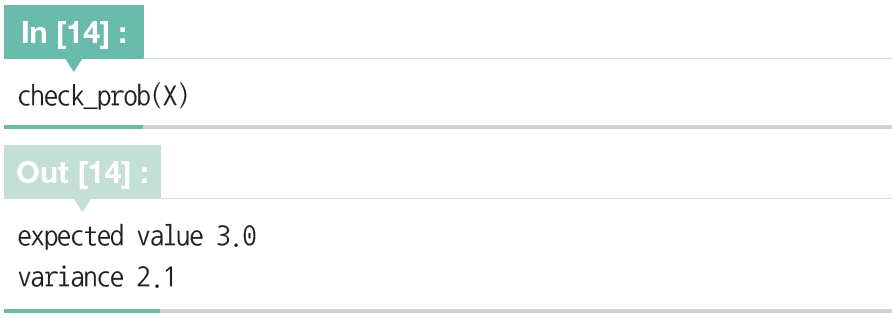 In [14] :
check_prob(X)
Out [14] :
expected value 3.0
variance 2.1